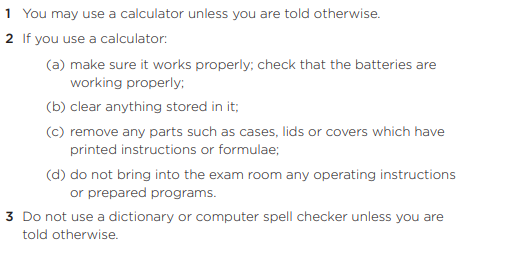 1 You may use a calculator unless you are told otherwise.
2 If you use a calculator:
(a) make sure it works properly; check that the batteries are
working properly;
(b) clear anything stored in it;
(c) remove any parts such as cases, lids or covers which have
printed instructions or formulae;
(d) do not bring into the exam room any operating instructions
or prepared programs.
3 Do not use a dictionary or computer spell checker unless you are
told otherwise.